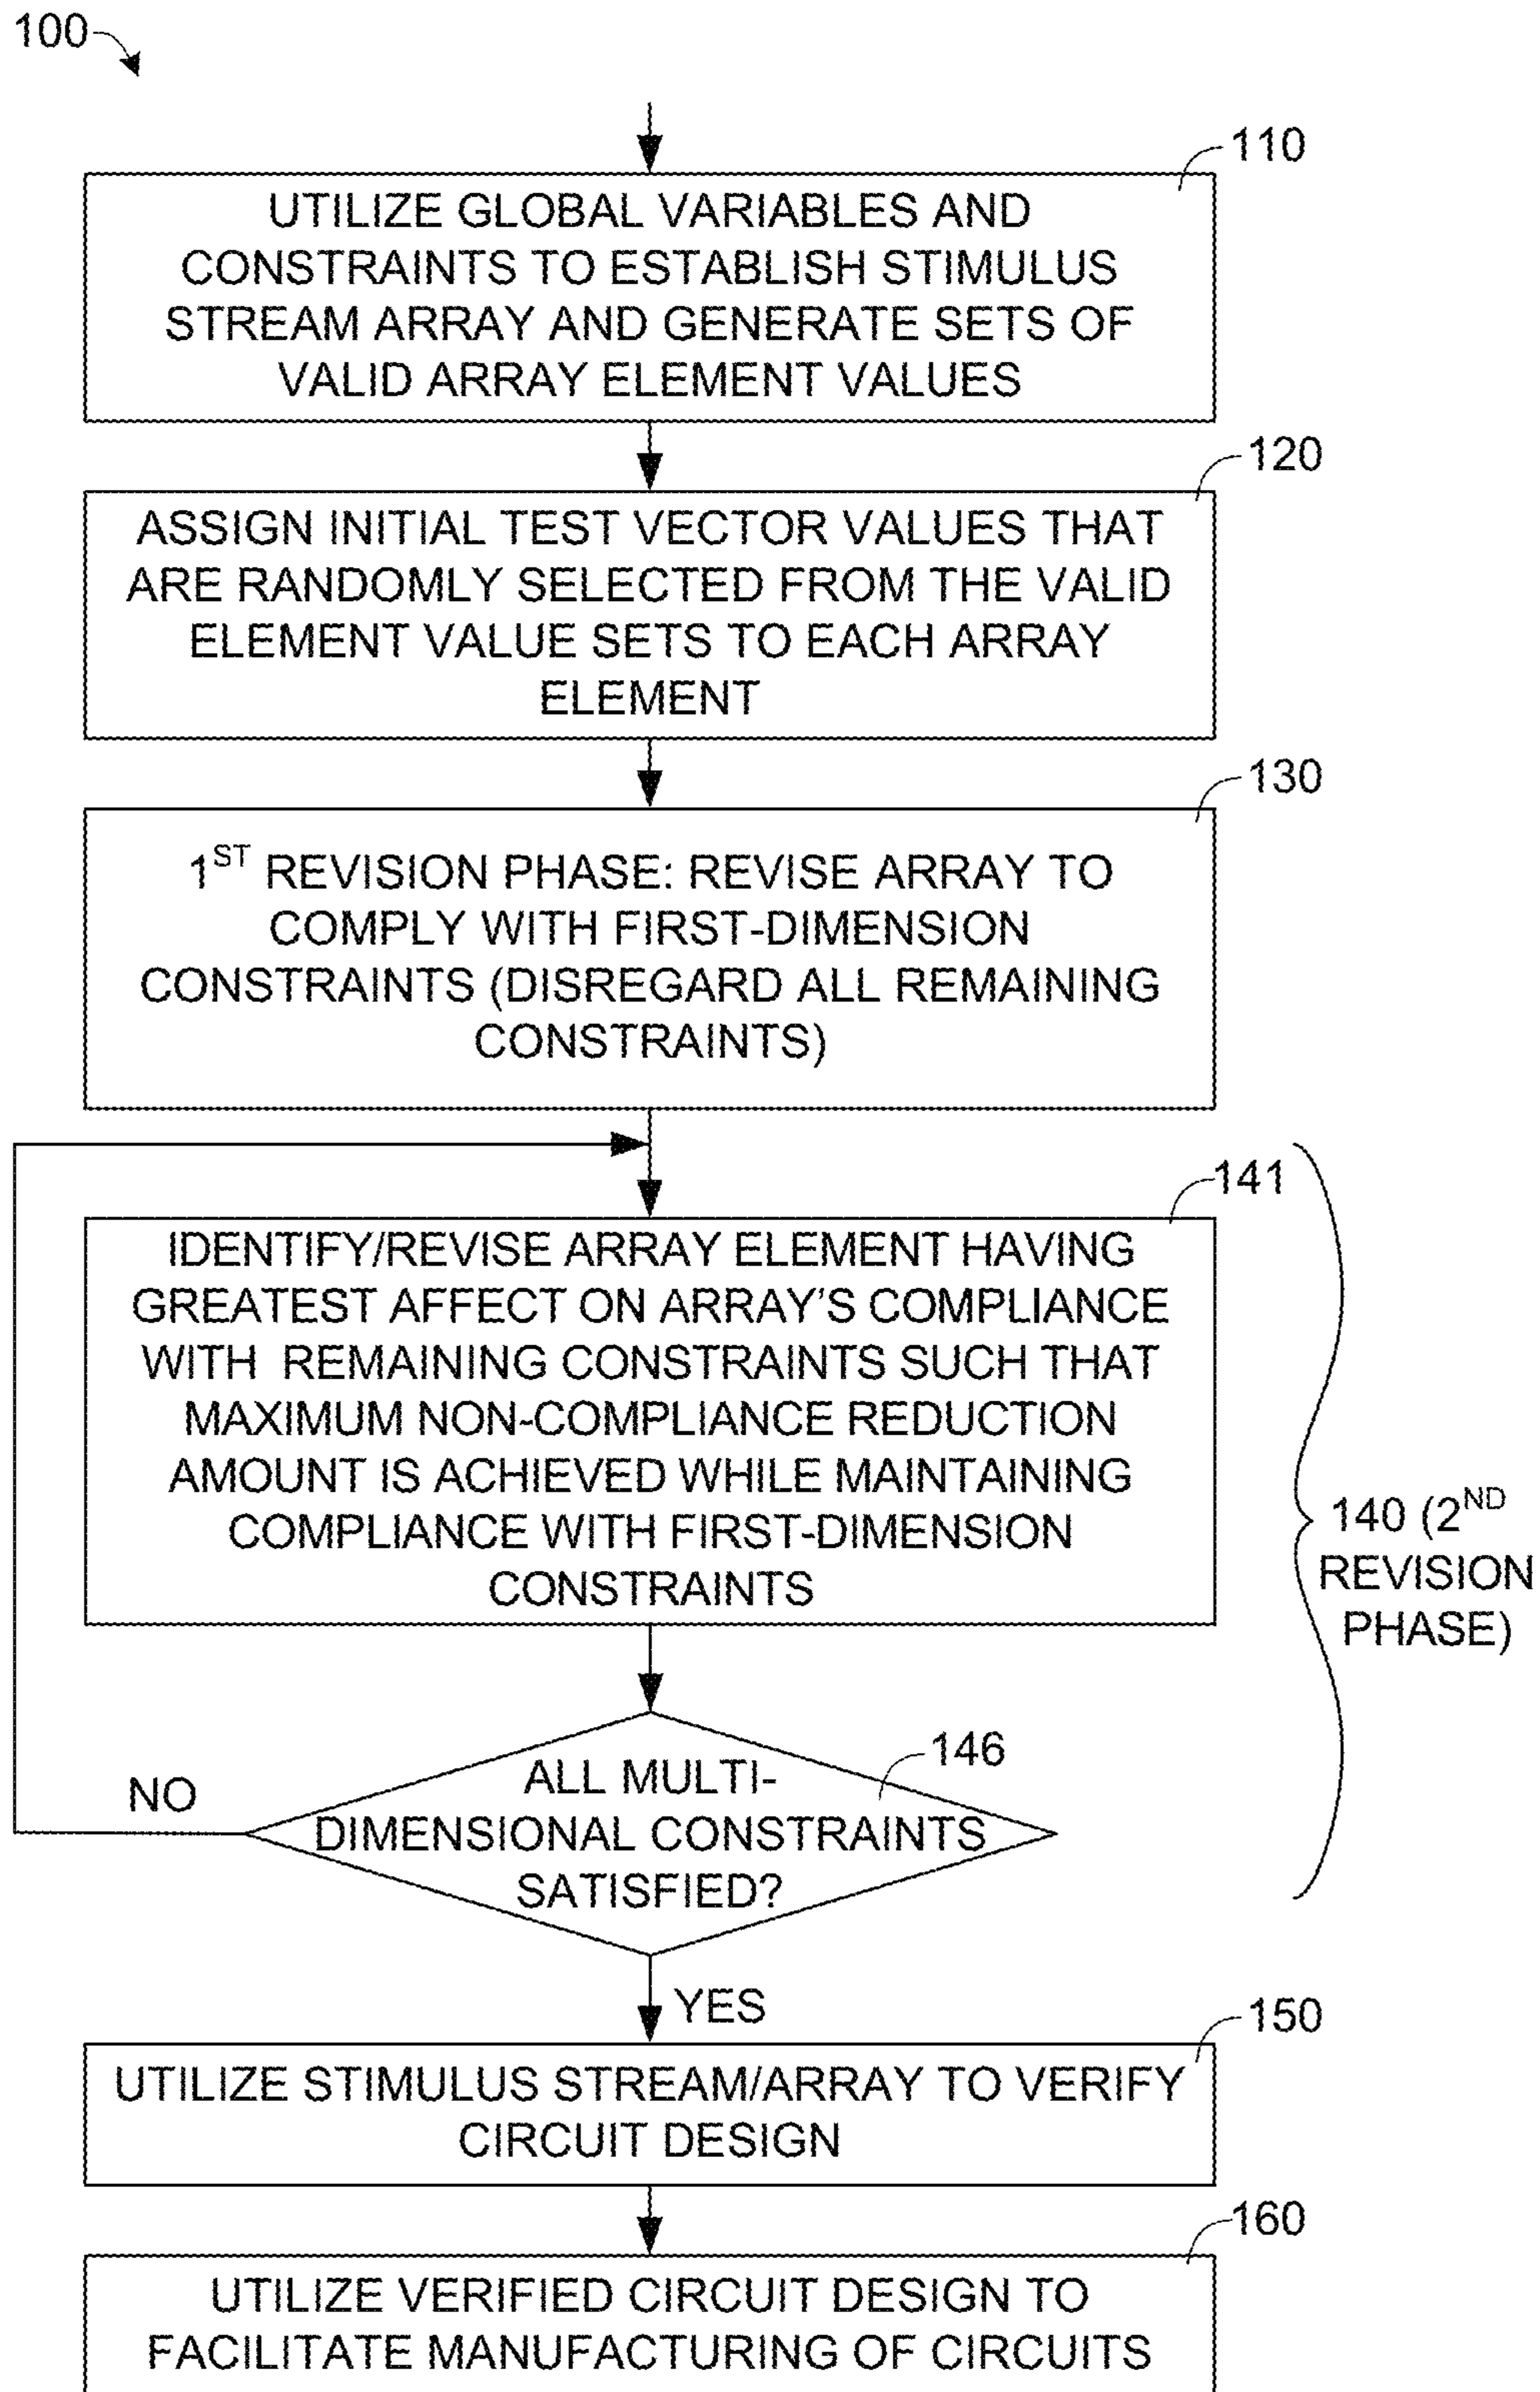 100
110
UTILIZE GLOBAL VARIABLES AND
CONSTRAINTS TO ESTABLISH STIMULUS
STREAM ARRAY AND GENERATE SETS OF
VALID ARRAY ELEMENT VALUES
120
ASSIGN INITIAL TEST VECTOR VALUES THAT
ARE RANDOMLY SELECTED FROM THE VALID
ELEMENT VALUE SETS TO EACH ARRAY
ELEMENT
130
1ST REVISION PHASE: REVISE ARRAY TO
COMPLY WITH FIRST-DIMENSION
CONSTRAINTS (DISREGARD ALL REMAINING
CONSTRAINTS)
141
IDENTIFY/REVISE ARRAY ELEMENT HAVING
GREATEST AFFECT ON ARRAY'S COMPLIANCE
WITH REMAINING CONSTRAINTS SUCH THAT
MAXIMUM NON-COMPLIANCE REDUCTION
AMOUNT IS ACHIEVED WHILE MAINTAINING
COMPLIANCE WITH FIRST-DIMENSION
CONSTRAINTS
140 (2ND
REVISION
PHASE)
146
ALL MULTI-
DIMENSIONAL CONSTRAINTS
SATISFIED?
NO
YES
150
UTILIZE STIMULUS STREAM/ARRAY TO VERIFY
CIRCUIT DESIGN
160
UTILIZE VERIFIED CIRCUIT DESIGN TO
FACILITATE MANUFACTURING OF CIRCUITS